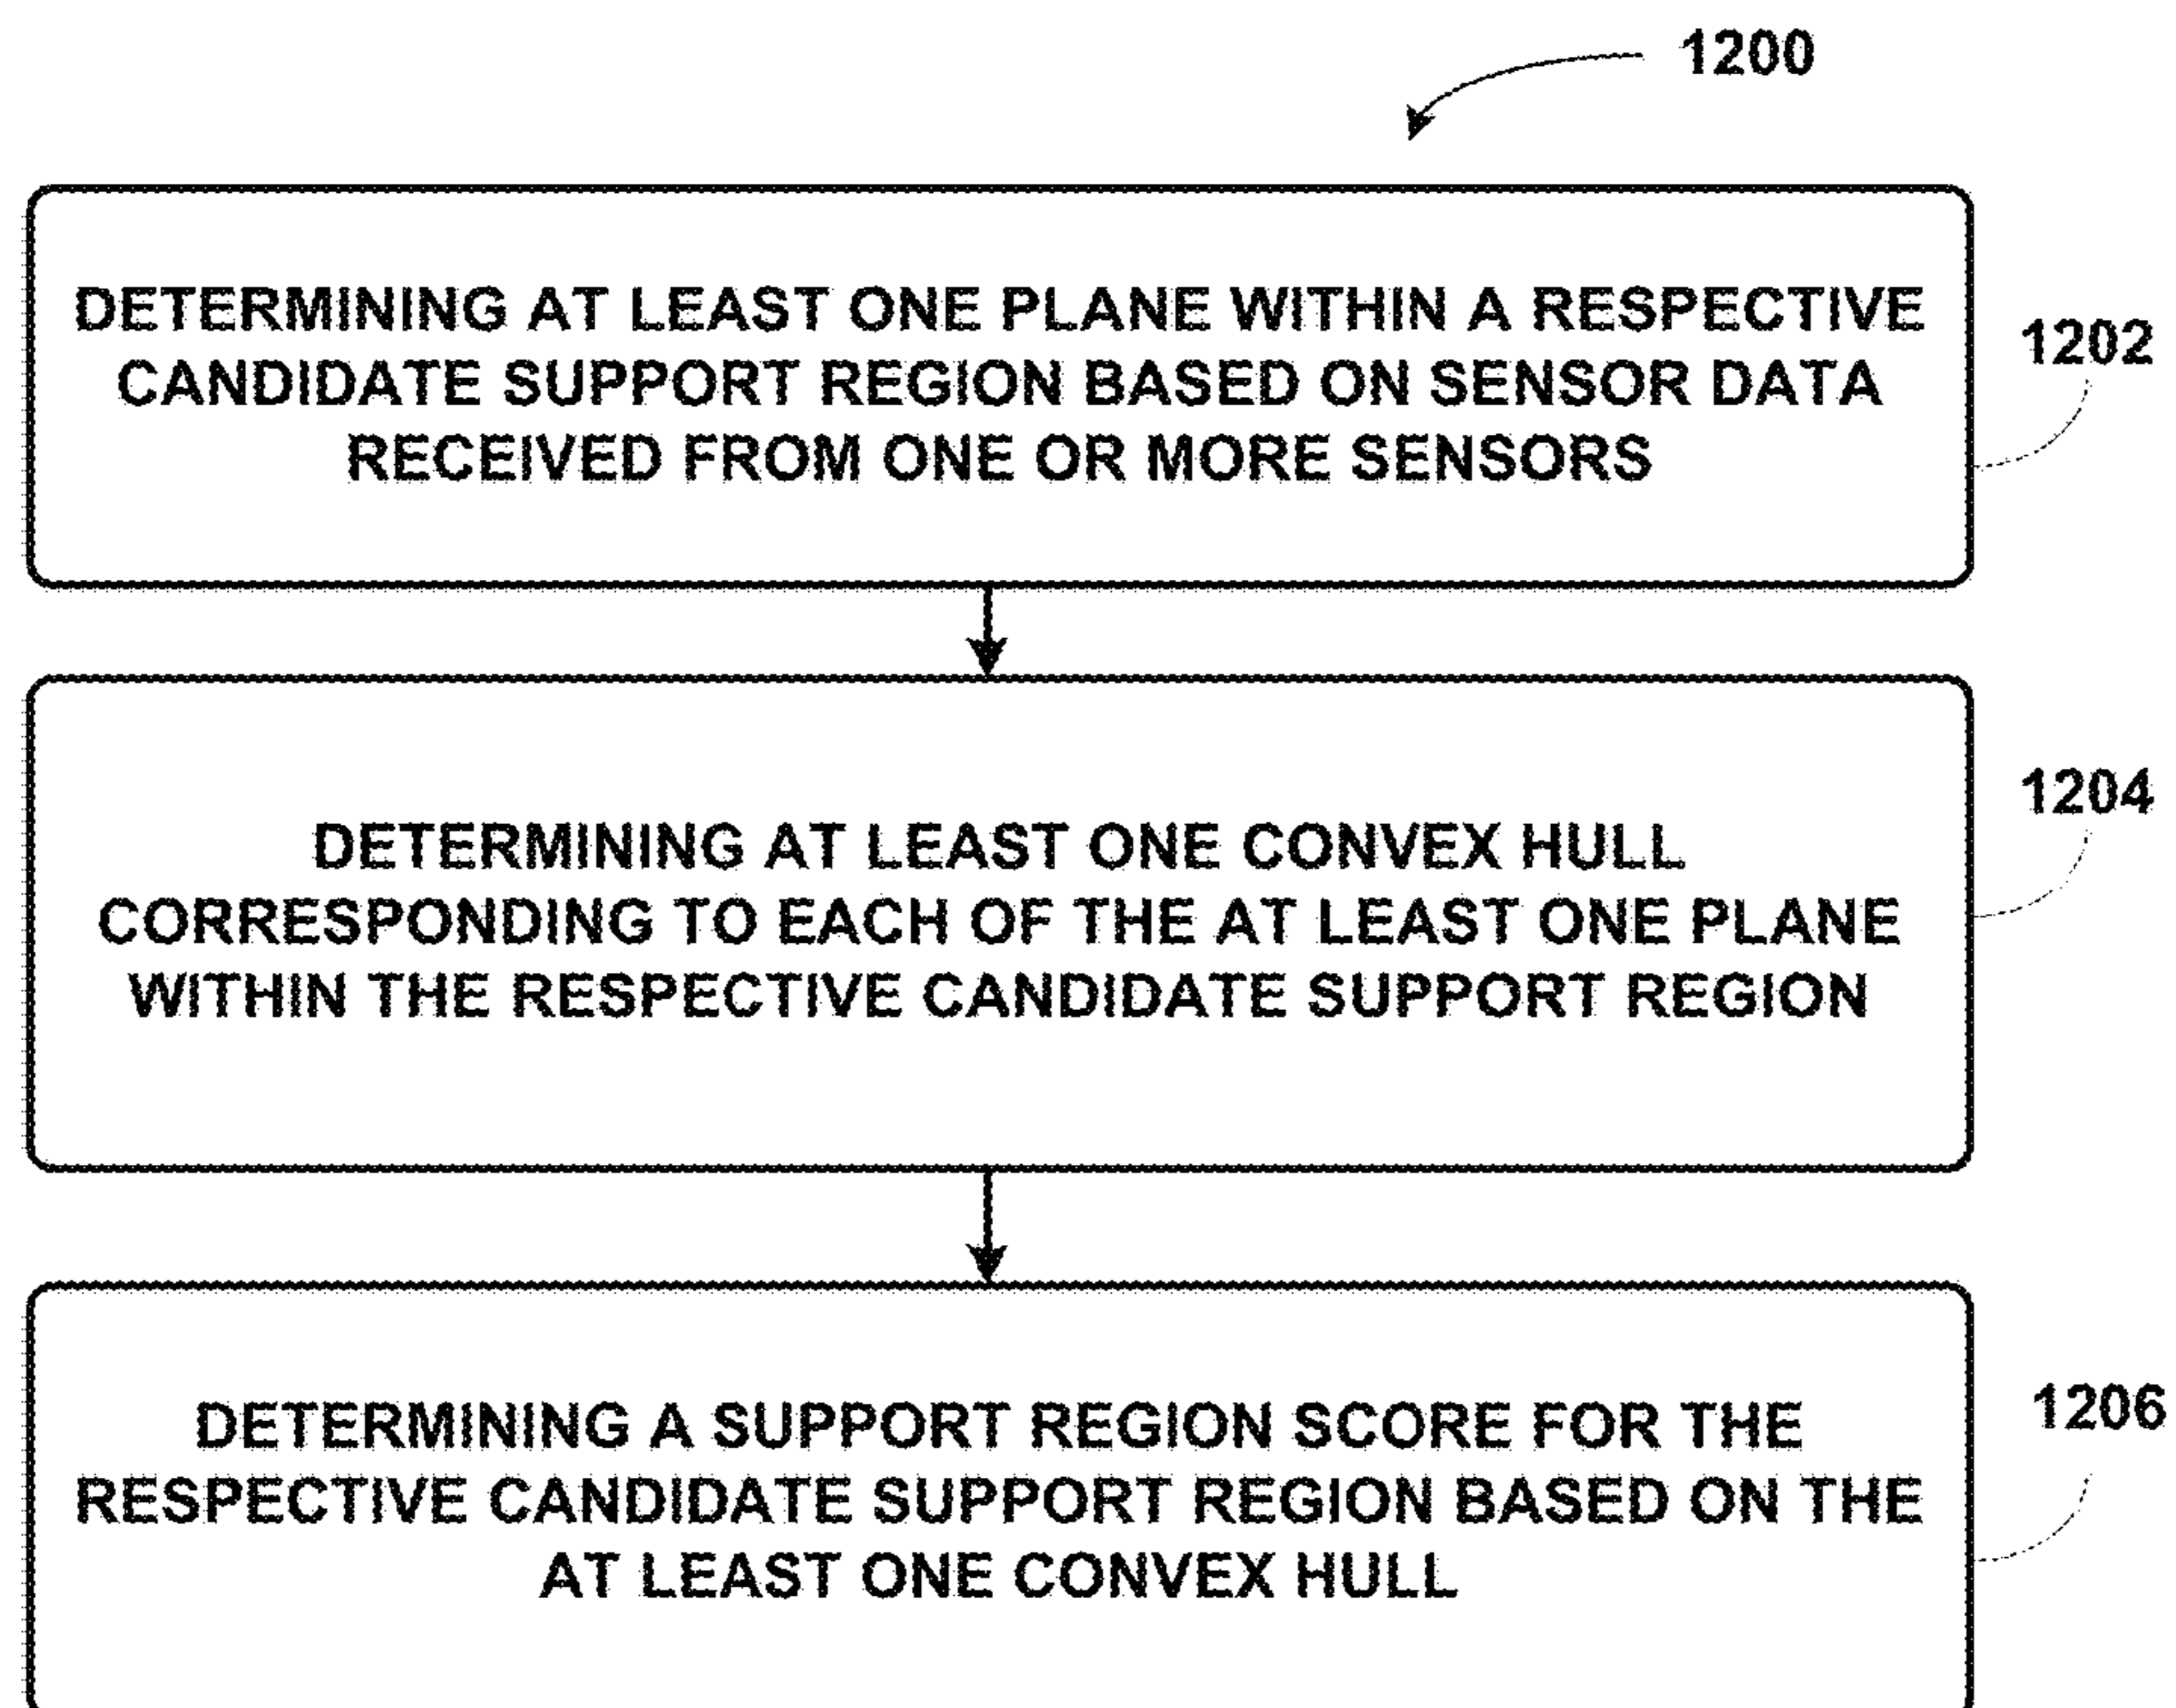 1200
DETERMINING AT LEAST ONE PLANE WITHIN A RESPECTIVE
CANDIDATE SUPPORT REGION BASED ON SENSOR DATA
RECEIVED FROM ONE OR MORE SENSORS
1202
DETERMINING AT LEAST ONE CONVEX HULL
CORRESPONDING TO EACH OF THE AT LEAST ONE PLANE
WITHIN THE RESPECTIVE CANDIDATE SUPPORT REGION
1204
DETERMINING A SUPPORT REGION SCORE FOR THE
RESPECTIVE CANDIDATE SUPPORT REGION BASED ON THE
AT LEAST ONE CONVEX HULL
1206